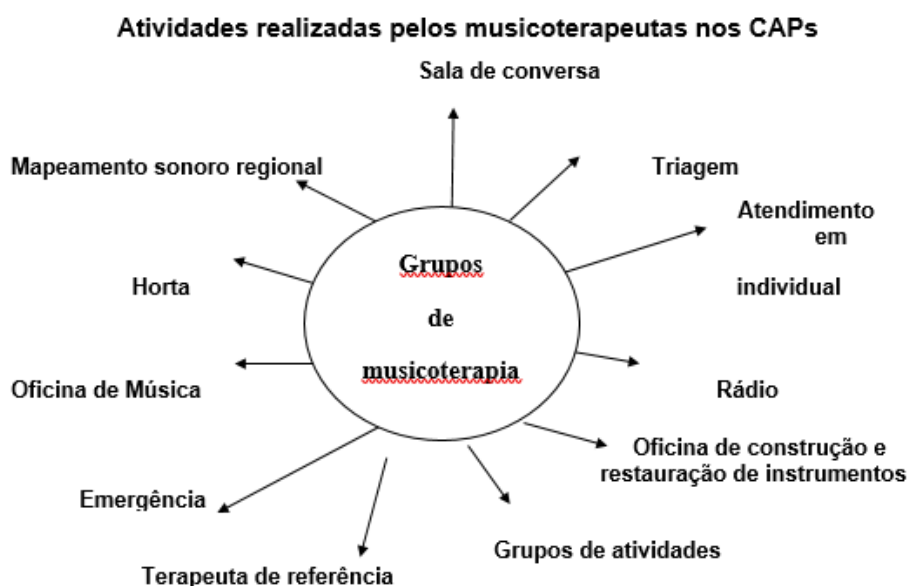 Atividades realizadas pelos musicoterapeutas nos CAPs
Sala de conversa
Mapeamento sonoro regional
Triagem
Atendimento
em
individual
Grupos
de
musicoterapia
Horta
Oficina de Música
Rádio
Oficina de construção e
restauração de instrumentos
Emergência
Grupos de atividades
Terapeuta de referência